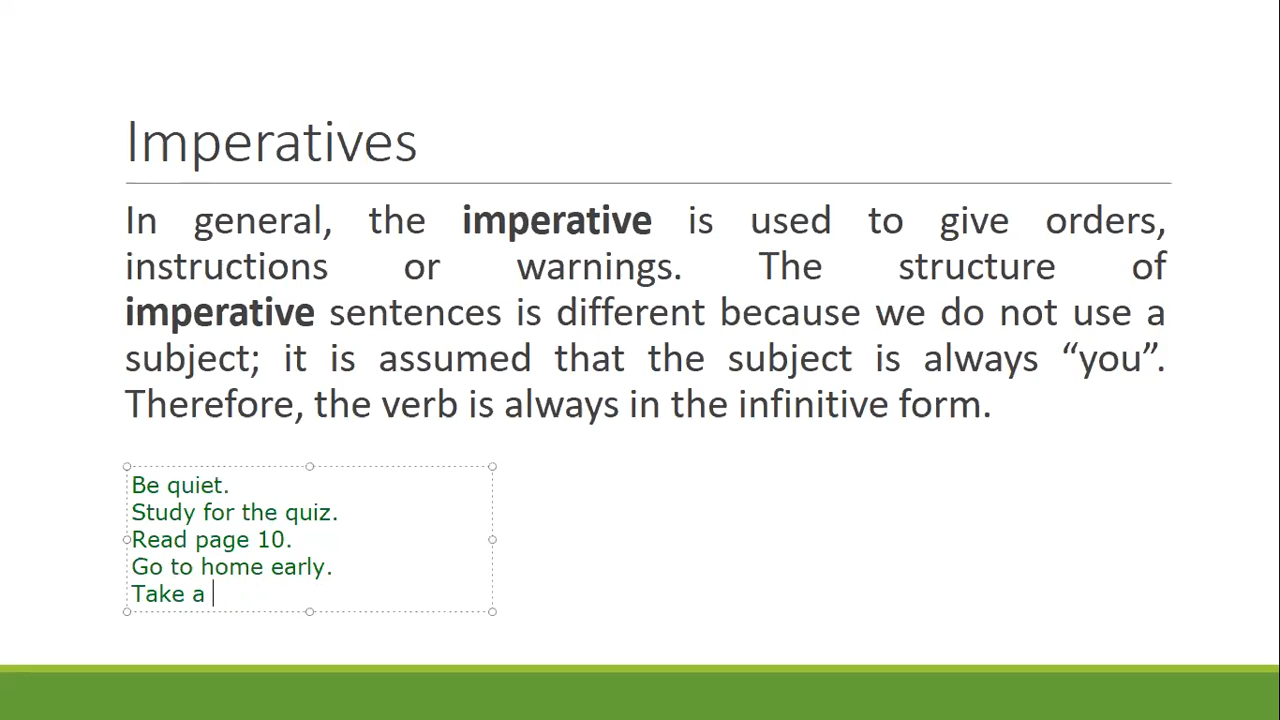 Imperatives
In general, the imperative is used to give orders,
instructions or warnings. The structure of
imperative sentences is different because we do not use a
subject; it is assumed that the subject is always “you”.
Therefore, the verb is always in the infinitive form.
Be quiet.
Study for the quiz.
Read page 10.
Go to home early.
Take a